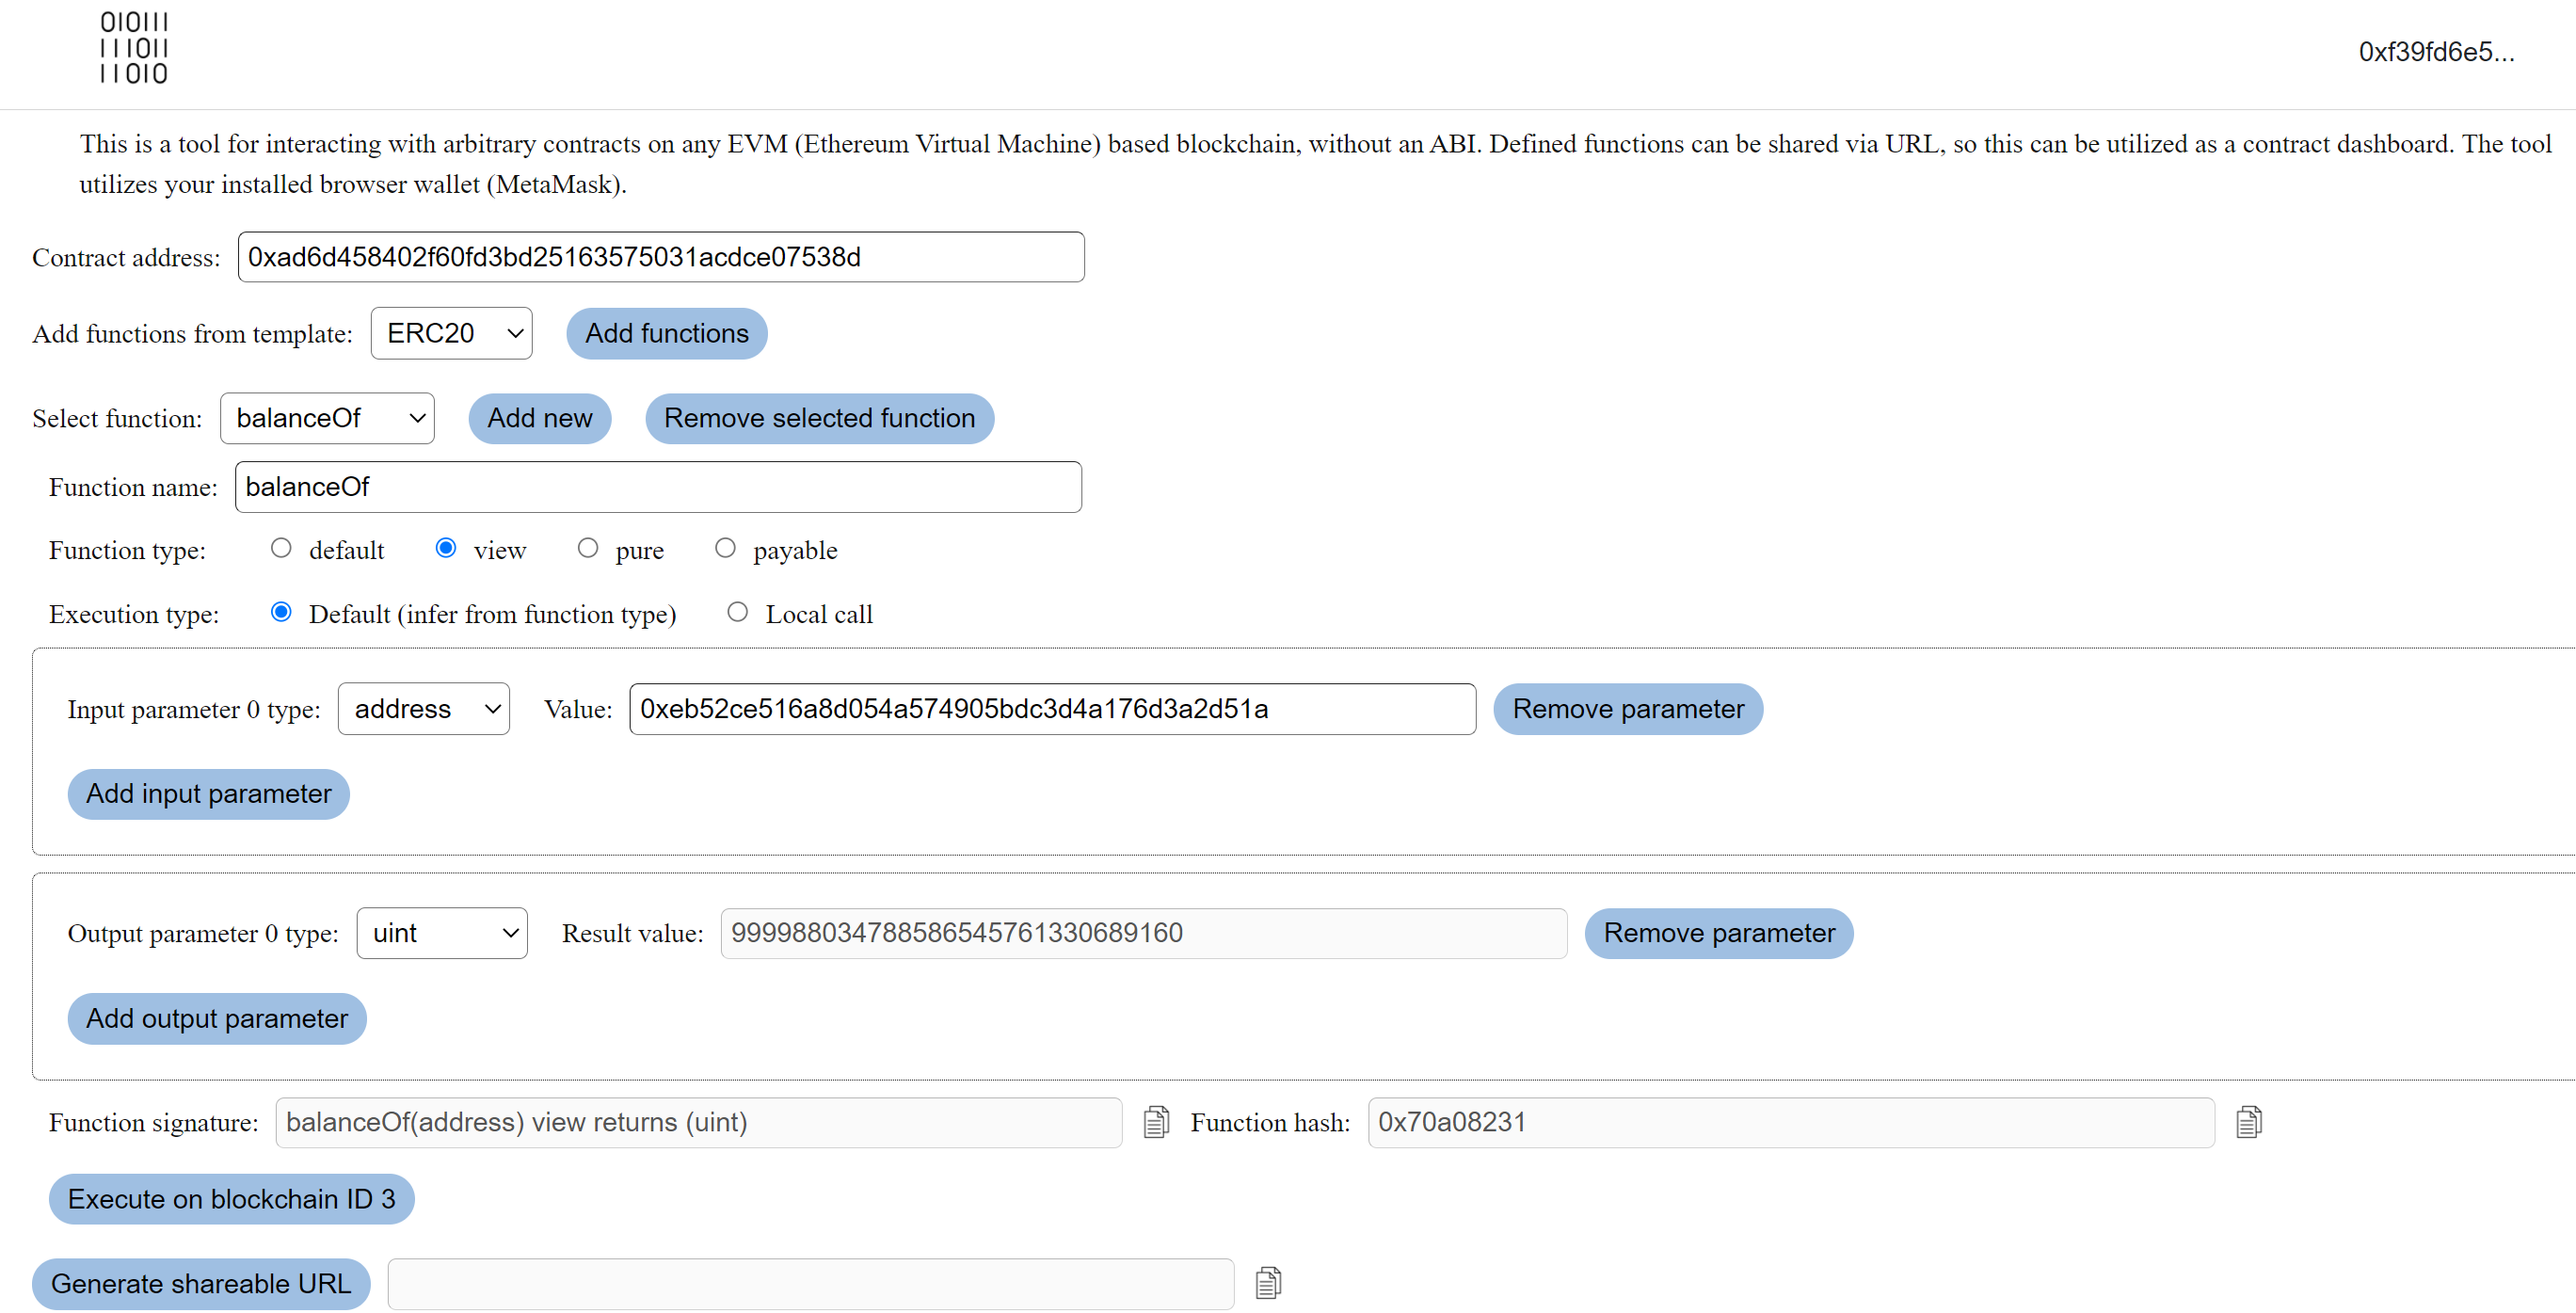 010111
111011
11010
0xf39fd6e5...
This is a tool for interacting with arbitrary contracts on any EVM (Ethereum Virtual Machine) based blockchain, without an ABI. Defined functions can be shared via URL, so this can be utilized as a contract dashboard. The tool
utilizes your installed browser wallet (MetaMask).
Contract address: 0xad6d458402f60fd3bd25163575031acdce07538d
Add functions from template: ERC20 Add functions
Select function: balanceOf Add new Remove selected function
Function name: balanceOf
Function type: default view pure payable
Execution type: Default (infer from function type) Local call
Input parameter 0 type: address Value: 0xeb52ce516a8d054a574905bdc3d4a176d3a2d51a Remove parameter
Add input parameter
Output parameter 0 type: uint Result value: 999988034788586545761330689160 Remove parameter
Add output parameter
Function signature: balanceOf(address) view returns (uint) Function hash: 0x70a08231
Execute on blockchain ID 3
Generate shareable URL